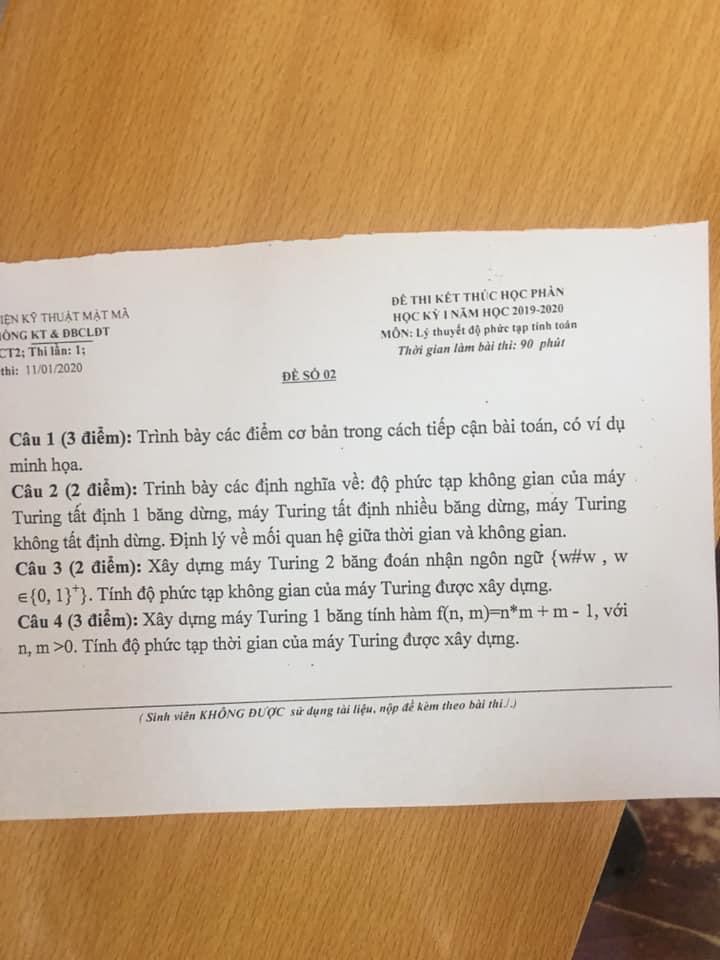 IỆN KỸ THUẬT MẬT MÃ
ÒNG KT & ĐBCLĐT
CT2; Thi lần: 1;
thi: 11/01/2020
ĐỀ THI KẾT THÚC HỌC PHẦN
HỌC KỲ I NĂM HỌC 2019-2020
MÔN: Lý thuyết độ phức tạp tính toán
Thời gian làm bài thi: 90 phút
ĐỀ SỐ 02
Câu 1 (3 điểm): Trình bày các điểm cơ bản trong cách tiếp cận bài toán, có ví dụ
minh họa.
Câu 2 (2 điểm): Trình bày các định nghĩa về: độ phức tạp không gian của máy
Turing tất định 1 băng dừng, máy Turing tất định nhiều băng dừng, máy Turing
không tất định dừng. Định lý về mối quan hệ giữa thời gian và không gian.
Câu 3 (2 điểm): Xây dựng máy Turing 2 băng đoán nhận ngôn ngữ {w#w , w
∈{0, 1}⁺}. Tính độ phức tạp không gian của máy Turing được xây dựng.
Câu 4 (3 điểm): Xây dựng máy Turing 1 băng tính hàm f(n, m)=n*m + m - 1, với
n, m >0. Tính độ phức tạp thời gian của máy Turing được xây dựng.
( Sinh viên KHÔNG ĐƯỢC sử dụng tài liệu, nộp đề kèm theo bài thi./.)